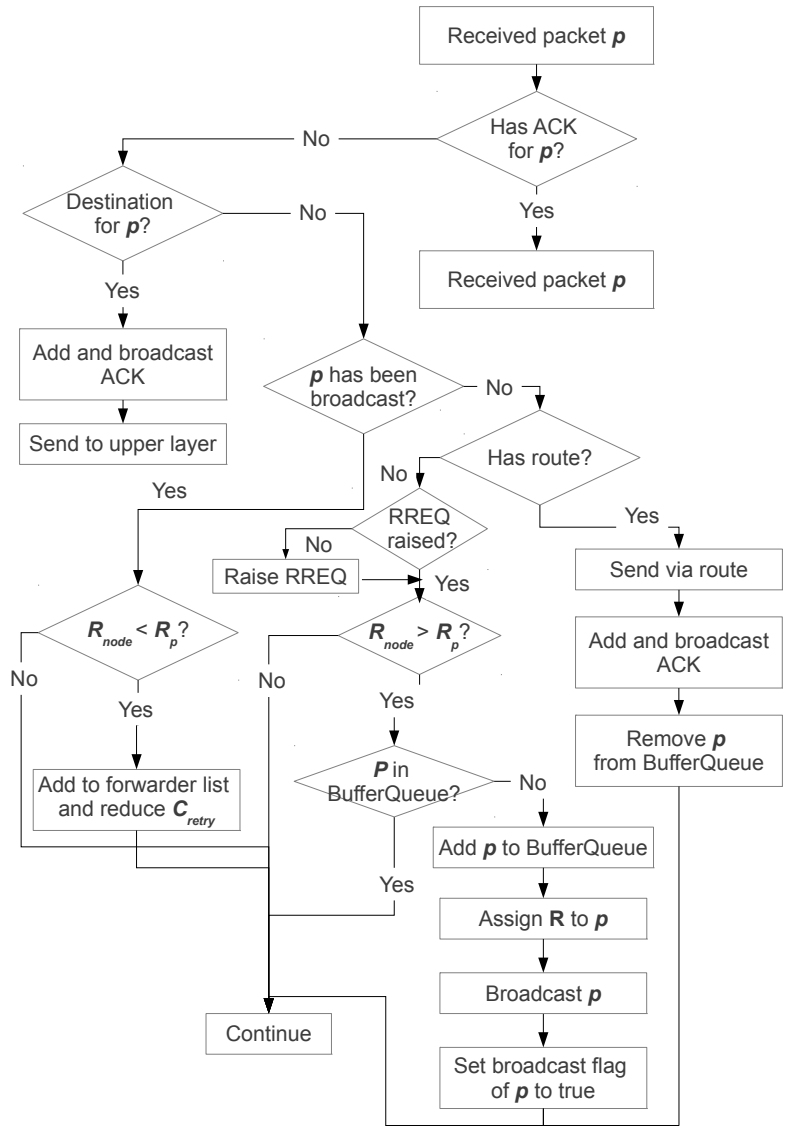 Received packet p
Has ACK
for p?
No
Yes
Received packet p
Destination
for p?
No
Yes
Add and broadcast
ACK
Send to upper layer
p has been
broadcast?
No
Yes
Has route?
No
Yes
RREQ
raised?
No
Raise RREQ
Yes
Send via route
Add and broadcast
ACK
Remove p
from BufferQueue
R_node < R_p?
No
Yes
Add to forwarder list
and reduce C_retry
R_node > R_p?
No
Yes
P in
BufferQueue?
No
Yes
Add p to BufferQueue
Assign R to p
Broadcast p
Set broadcast flag
of p to true
Continue